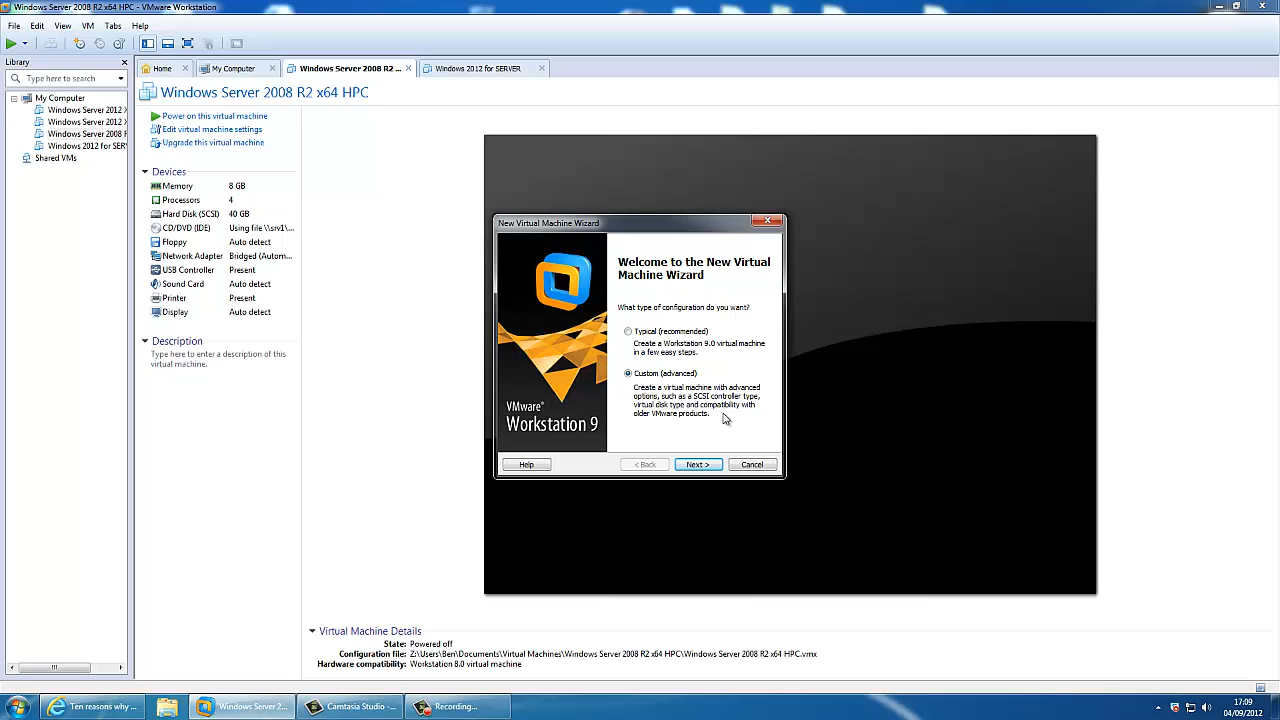 Windows Server 2008 R2 x64 HPC - VMware Workstation
File Edit View VM Tabs Help
Library
Type here to search
My Computer
Windows Server 2012 X
Windows Server 2012 X
Windows Server 2008 F
Windows 2012 for SER
Shared VMs
Home
My Computer
Windows Server 2008 R2 ...
Windows 2012 for SERVER
Windows Server 2008 R2 x64 HPC
Power on this virtual machine
Edit virtual machine settings
Upgrade this virtual machine
Devices
Memory 8 GB
Processors 4
Hard Disk (SCSI) 40 GB
CD/DVD (IDE) Using file \\srv1\...
Floppy Auto detect
Network Adapter Bridged (Autom...
USB Controller Present
Sound Card Auto detect
Printer Present
Display Auto detect
Description
Type here to enter a description of this
virtual machine.
New Virtual Machine Wizard
VMware®
Workstation 9
Welcome to the New Virtual
Machine Wizard
What type of configuration do you want?
Typical (recommended)
Create a Workstation 9.0 virtual machine
in a few easy steps.
Custom (advanced)
Create a virtual machine with advanced
options, such as a SCSI controller type,
virtual disk type and compatibility with
older VMware products.
Help
< Back
Next >
Cancel
Virtual Machine Details
State: Powered off
Configuration file: Z:\Users\Ben\Documents\Virtual Machines\Windows Server 2008 R2 x64 HPC\Windows Server 2008 R2 x64 HPC.vmx
Hardware compatibility: Workstation 8.0 virtual machine
Ten reasons why ...
Windows Server 2...
Camtasia Studio -...
Recording...
17:09
04/09/2012